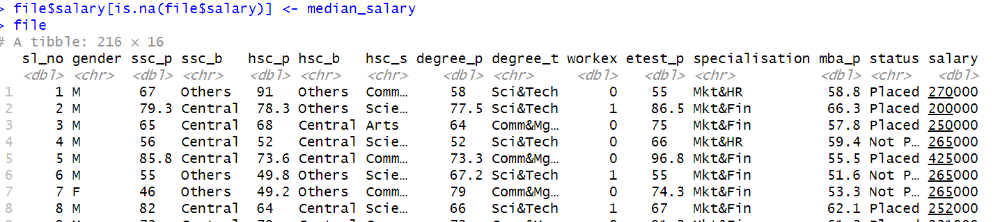 > file$salary[is.na(file$salary)] <- median_salary
> file
# A tibble: 216 × 16
sl_no gender ssc_p ssc_b hsc_p hsc_b hsc_s degree_p degree_t workex etest_p specialisation mba_p status salary
<dbl> <chr> <dbl> <chr> <dbl> <chr> <chr> <dbl> <chr> <dbl> <dbl> <chr> <dbl> <chr> <dbl>
1 1 M 67 Others 91 Others Comm… 58 Sci&Tech 0 55 Mkt&HR 58.8 Placed 270000
2 2 M 79.3 Central 78.3 Others Scie… 77.5 Sci&Tech 1 86.5 Mkt&Fin 66.3 Placed 200000
3 3 M 65 Central 68 Central Arts 64 Comm&Mg… 0 75 Mkt&Fin 57.8 Placed 250000
4 4 M 56 Central 52 Central Scie… 52 Sci&Tech 0 66 Mkt&HR 59.4 Not P… 265000
5 5 M 85.8 Central 73.6 Central Comm… 73.3 Comm&Mg… 0 96.8 Mkt&Fin 55.5 Placed 425000
6 6 M 55 Others 49.8 Others Scie… 67.2 Sci&Tech 1 55 Mkt&Fin 51.6 Not P… 265000
7 7 F 46 Others 49.2 Others Comm… 79 Comm&Mg… 0 74.3 Mkt&Fin 53.3 Not P… 265000
8 8 M 82 Central 64 Central Scie… 66 Sci&Tech 1 67 Mkt&Fin 62.1 Placed 252000